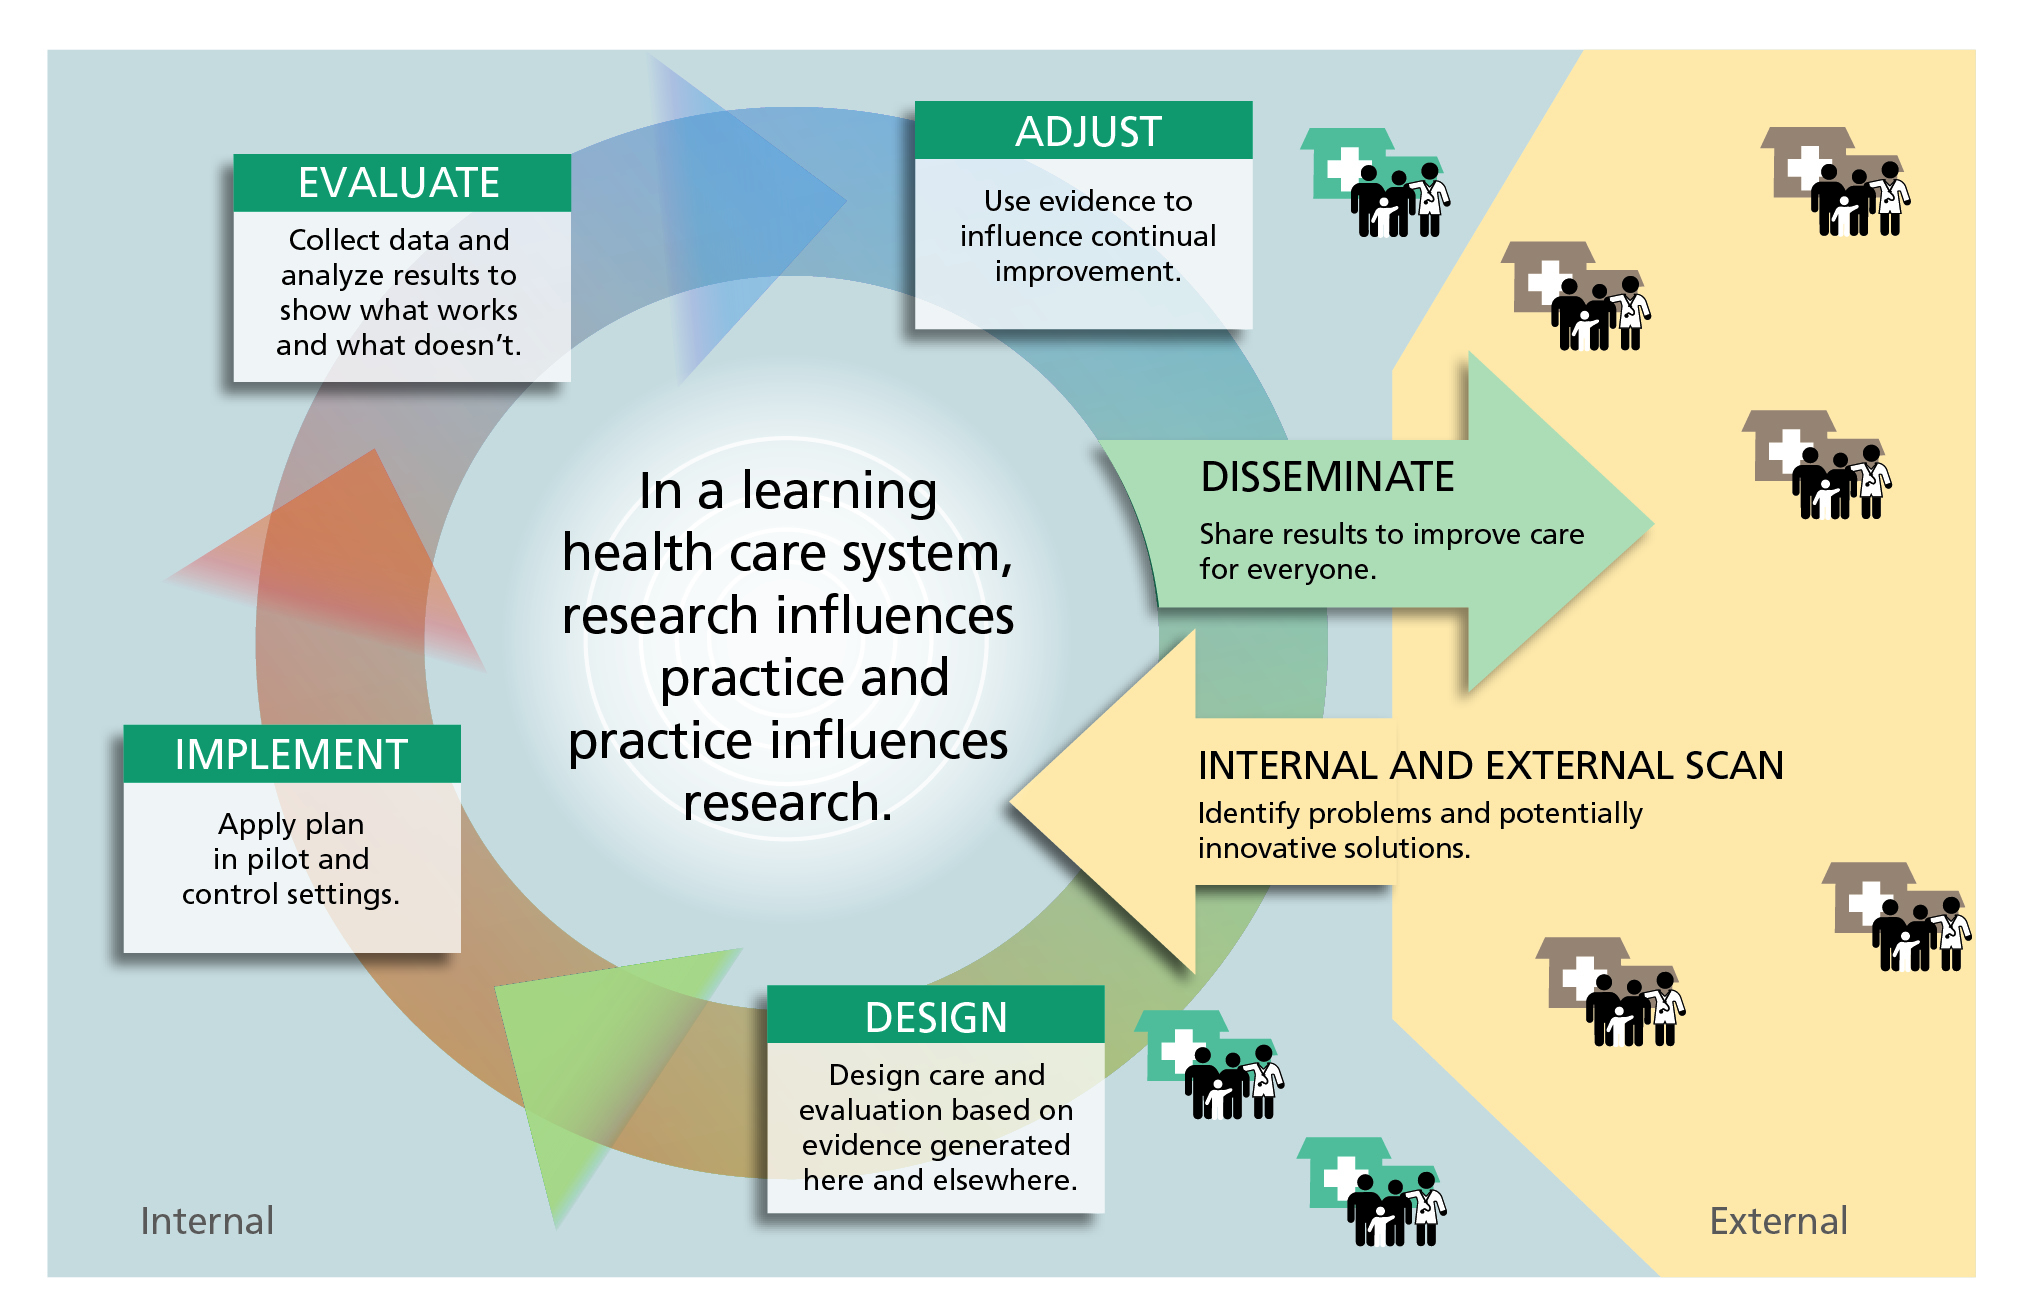 EVALUATE
Collect data and
analyze results to
show what works
and what doesn't.
ADJUST
Use evidence to
influence continual
improvement.
DISSEMINATE
Share results to improve care
for everyone.
In a learning
health care system,
research influences
practice and
practice influences
research.
INTERNAL AND EXTERNAL SCAN
Identify problems and potentially
innovative solutions.
IMPLEMENT
Apply plan
in pilot and
control settings.
DESIGN
Design care and
evaluation based on
evidence generated
here and elsewhere.
Internal
External